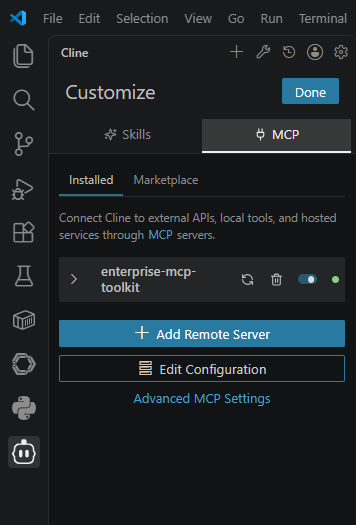 File Edit Selection View Go Run Terminal
Cline
Customize
Done
Skills
MCP
Installed
Marketplace
Connect Cline to external APIs, local tools, and hosted
services through MCP servers.
enterprise-mcp-
toolkit
Add Remote Server
Edit Configuration
Advanced MCP Settings